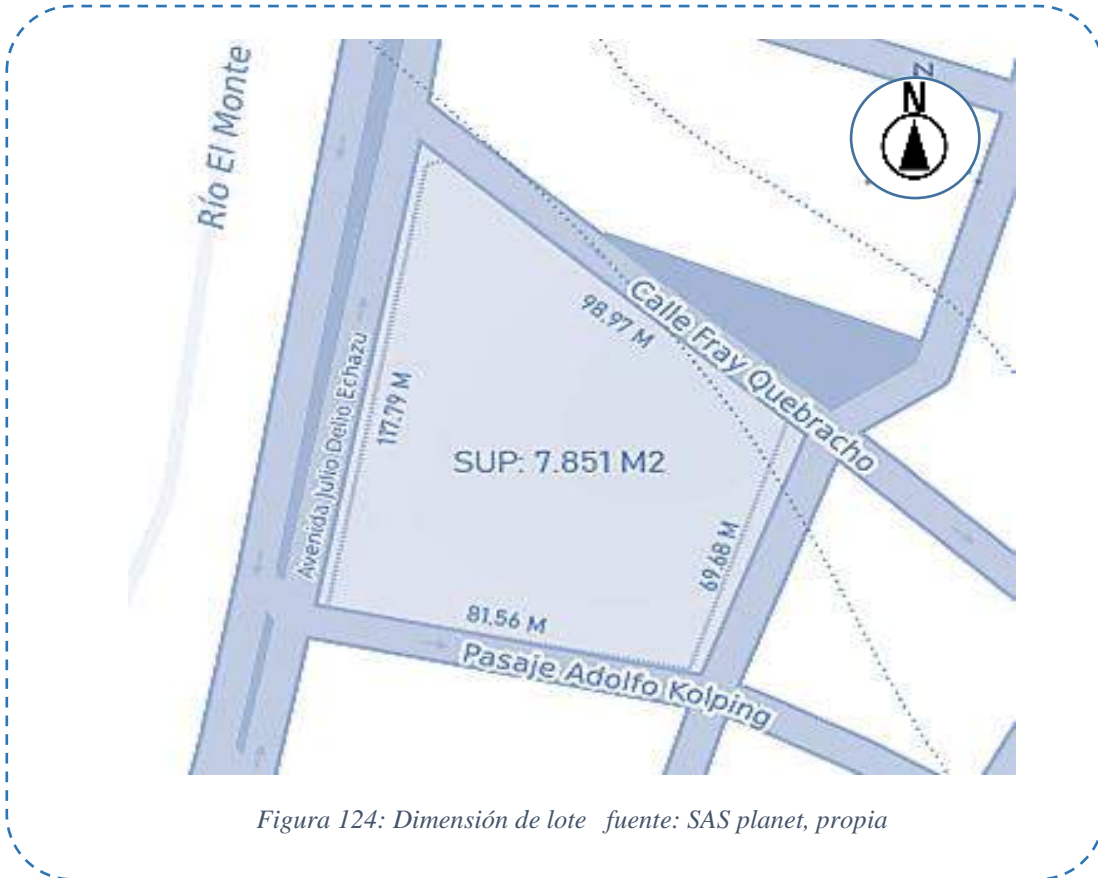 Río El Monte
N
Z
Calle Fray Quebracho
98.97 M
Avenida Julio Delio Echazu
117.79 M
SUP: 7.851 M2
69.68 M
81.56 M
Pasaje Adolfo Kolping
Figura 124: Dimensión de lote fuente: SAS planet, propia